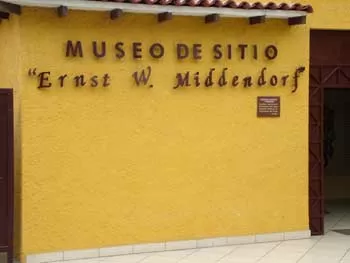 MUSEO DE SITIO
"Ernst W. Middendorf"